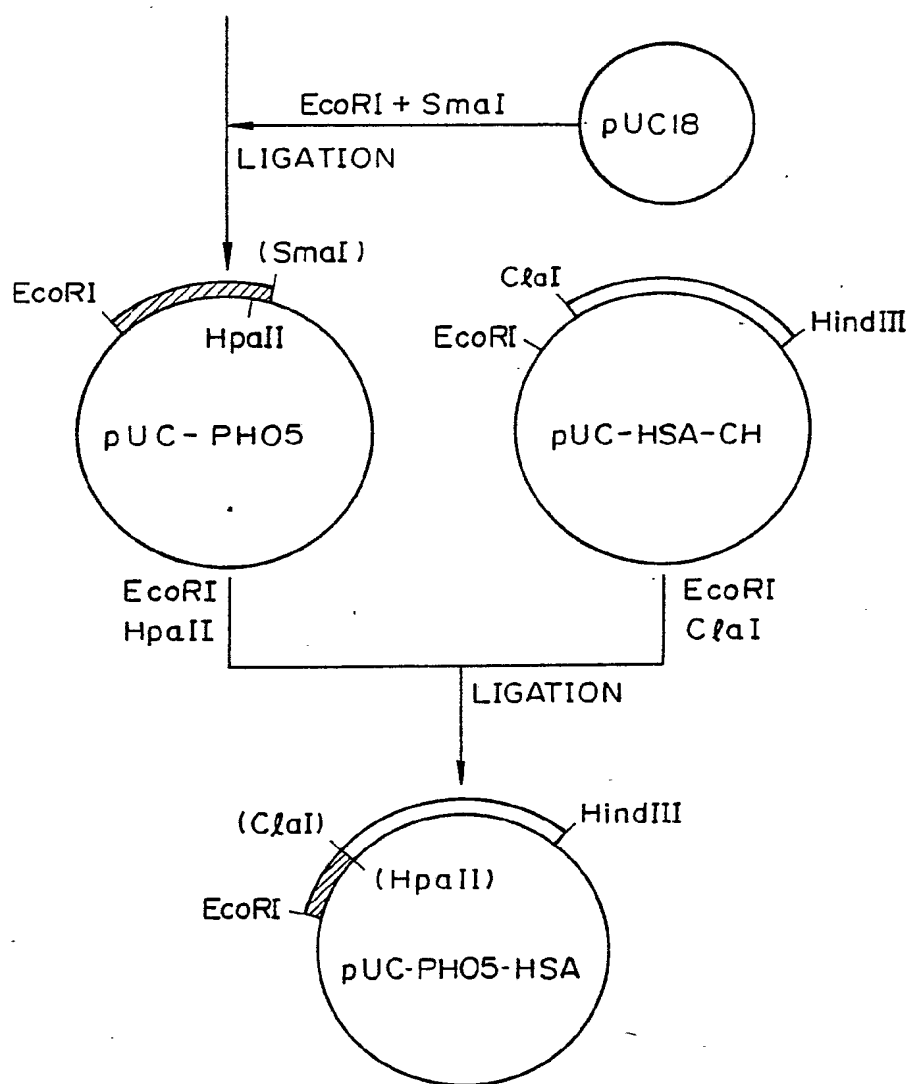 EcoRI + SmaI
pUC18
LIGATION
(SmaI)
EcoRI
HpaII
pUC-PHO5
ClaI
EcoRI
HindIII
pUC-HSA-CH
EcoRI
HpaII
EcoRI
ClaI
LIGATION
(ClaI)
HindIII
(HpaII)
EcoRI
pUC-PHO5-HSA